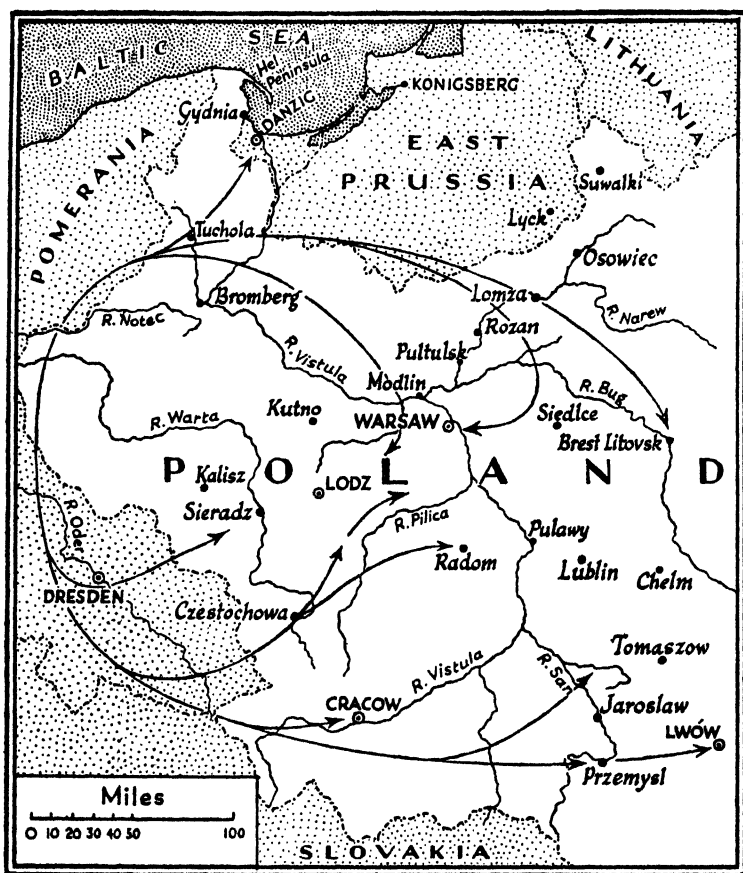 BALTIC SEA
Hel
Peninsula
LITHUANIA
KONIGSBERG
Gydnia
DANZIG
EAST
PRUSSIA
POMERANIA
Suwalki
Lyck
Tuchola
Osowiec
Lomza
Bromberg
R. Narew
R. Notec
Rozan
R. Vistula
Pultulsk
Modlin
R. Bug
Kutno
R. Warta
WARSAW
Siedlce
Brest Litovsk
POLAND
Kalisz
LODZ
Sieradz
R. Oder
R. Pilica
Pulawy
Radom
Lublin
Chelm
DRESDEN
Czestochowa
Tomaszow
R. Vistula
R. San
CRACOW
Jaroslaw
LWÓW
Przemysl
Miles
0 10 20 30 40 50 100
SLOVAKIA